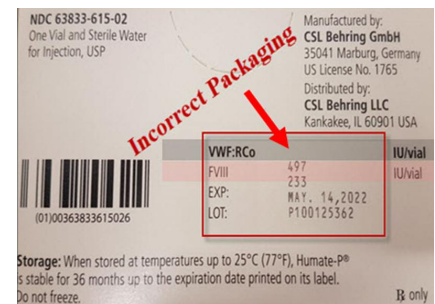 NDC 63833-615-02
One Vial and Sterile Water
for Injection, USP
Manufactured by:
CSL Behring GmbH
35041 Marburg, Germany
US License No. 1765
Distributed by:
CSL Behring LLC
Kankakee, IL 60901 USA
Incorrect Packaging
VWF:RCo 497 IU/vial
FVIII 233 IU/vial
EXP: MAY. 14,2022
LOT: P100125362
(01)00363833615026
Storage: When stored at temperatures up to 25°C (77°F), Humate-P®
is stable for 36 months up to the expiration date printed on its label.
Do not freeze.
Rx only